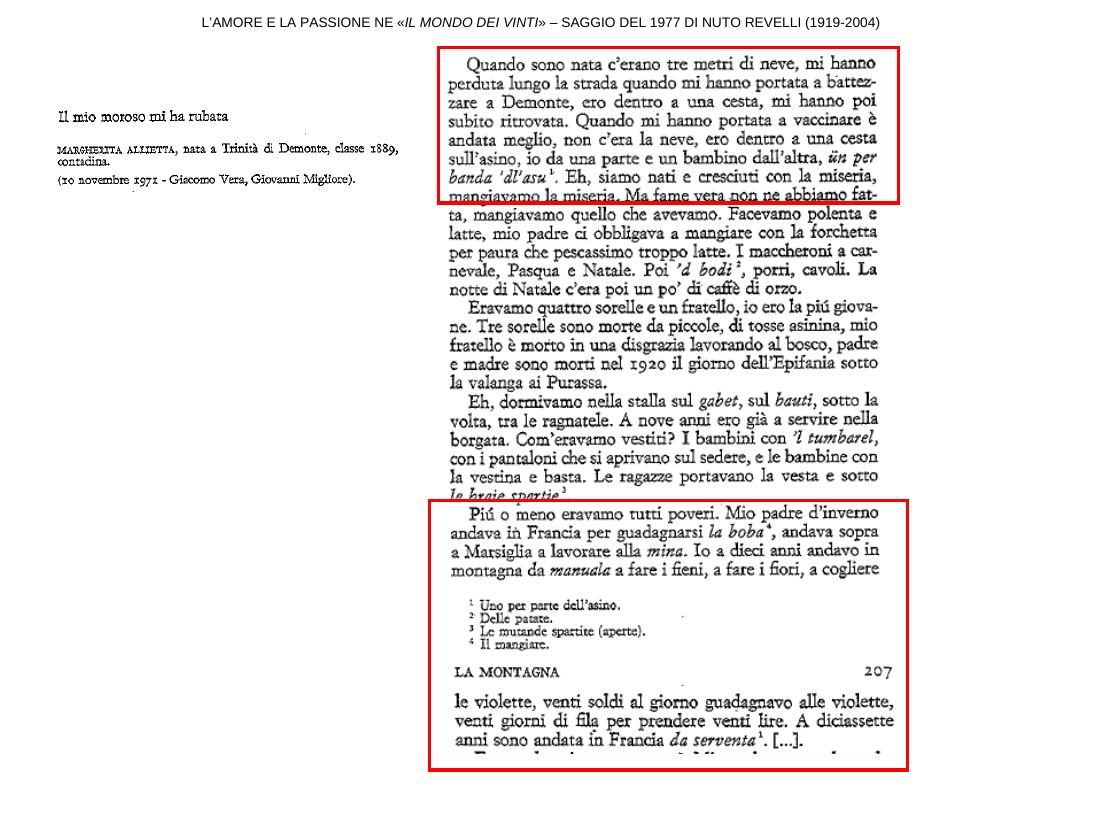 L'AMORE E LA PASSIONE NE «IL MONDO DEI VINTI» – SAGGIO DEL 1977 DI NUTO REVELLI (1919-2004)
Il mio moroso mi ha rubata
MARGHERITA ALLIETTA, nata a Trinità di Demonte, classe 1889,
contadina.
(10 novembre 1971 - Giacomo Vera, Giovanni Migliore).
Quando sono nata c'erano tre metri di neve, mi hanno
perduta lungo la strada quando mi hanno portata a battez-
zare a Demonte, ero dentro a una cesta, mi hanno poi
subito ritrovata. Quando mi hanno portata a vaccinare è
andata meglio, non c'era la neve, ero dentro a una cesta
sull'asino, io da una parte e un bambino dall'altra, ün per
banda 'dl'asu¹. Eh, siamo nati e cresciuti con la miseria,
mangiavamo la miseria. Ma fame vera non ne abbiamo fat-
ta, mangiavamo quello che avevamo. Facevamo polenta e
latte, mio padre ci obbligava a mangiare con la forchetta
per paura che pescassimo troppo latte. I maccheroni a car-
nevale, Pasqua e Natale. Poi 'd bodi², porri, cavoli. La
notte di Natale c'era poi un po' di caffè di orzo.
Eravamo quattro sorelle e un fratello, io ero la piú giova-
ne. Tre sorelle sono morte da piccole, di tosse asinina, mio
fratello è morto in una disgrazia lavorando al bosco, padre
e madre sono morti nel 1920 il giorno dell'Epifania sotto
la valanga ai Purassa.
Eh, dormivamo nella stalla sul gabet, sul bauti, sotto la
volta, tra le ragnatele. A nove anni ero già a servire nella
borgata. Com'eravamo vestiti? I bambini con 'l tumbarel,
con i pantaloni che si aprivano sul sedere, e le bambine con
la vestina e basta. Le ragazze portavano la vesta e sotto
le braie spartie³
Piú o meno eravamo tutti poveri. Mio padre d'inverno
andava in Francia per guadagnarsi la boba⁴, andava sopra
a Marsiglia a lavorare alla mina. Io a dieci anni andavo in
montagna da manuala a fare i fieni, a fare i fiori, a cogliere
¹ Uno per parte dell'asino.
² Delle patate.
³ Le mutande spartite (aperte).
⁴ Il mangiare.
LA MONTAGNA 207
le violette, venti soldi al giorno guadagnavo alle violette,
venti giorni di fila per prendere venti lire. A diciassette
anni sono andata in Francia da serventa¹. [...].